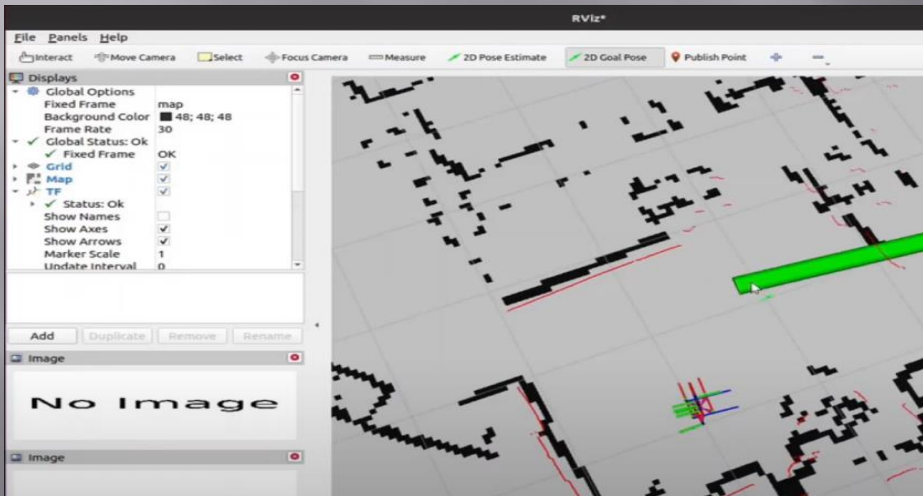 RViz*
File Panels Help
Interact Move Camera Select Focus Camera Measure 2D Pose Estimate 2D Goal Pose Publish Point
Displays
Global Options
Fixed Frame map
Background Color 48; 48; 48
Frame Rate 30
Global Status: Ok
Fixed Frame OK
Grid
Map
TF
Status: Ok
Show Names
Show Axes
Show Arrows
Marker Scale 1
Update Interval 0
Add Duplicate Remove Rename
Image
No Image
Image